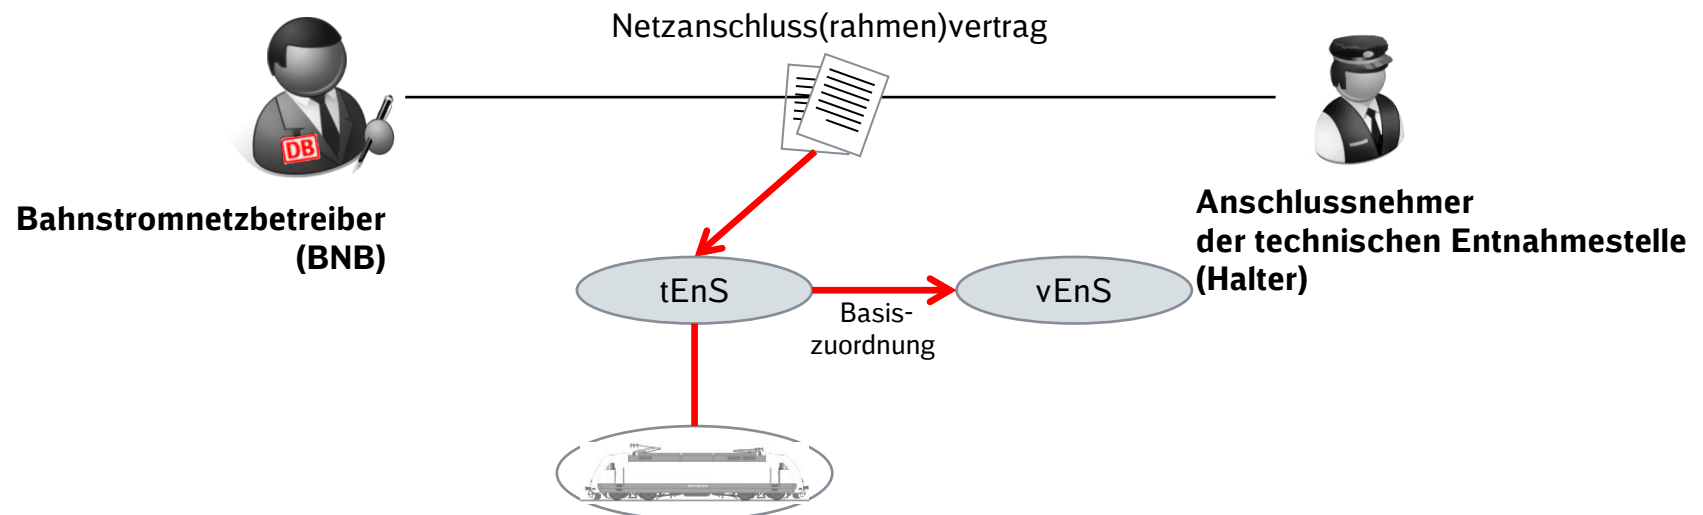 Netzanschluss(rahmen)vertrag
DB
Bahnstromnetzbetreiber
(BNB)
Anschlussnehmer
der technischen Entnahmestelle
(Halter)
tEnS
vEnS
Basis-
zuordnung